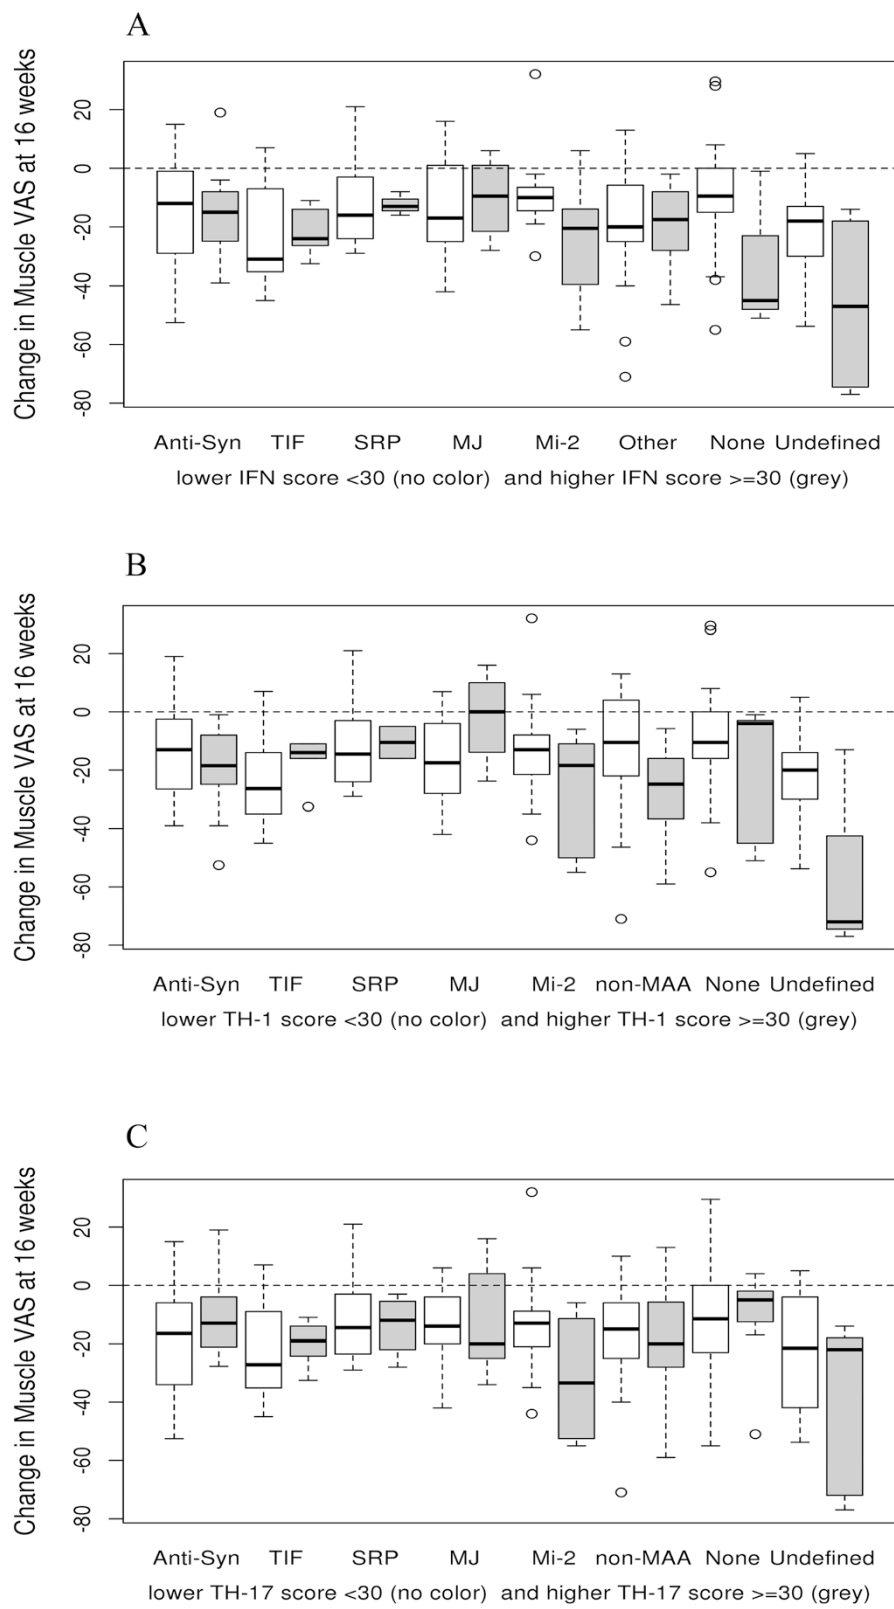 A
Change in Muscle VAS at 16 weeks
20
0
-20
-40
-60
-80
Anti-Syn TIF SRP MJ Mi-2 Other None Undefined
lower IFN score <30 (no color) and higher IFN score >=30 (grey)
B
Change in Muscle VAS at 16 weeks
20
0
-20
-40
-60
-80
Anti-Syn TIF SRP MJ Mi-2 non-MAA None Undefined
lower TH-1 score <30 (no color) and higher TH-1 score >=30 (grey)
C
Change in Muscle VAS at 16 weeks
20
0
-20
-40
-60
-80
Anti-Syn TIF SRP MJ Mi-2 non-MAA None Undefined
lower TH-17 score <30 (no color) and higher TH-17 score >=30 (grey)